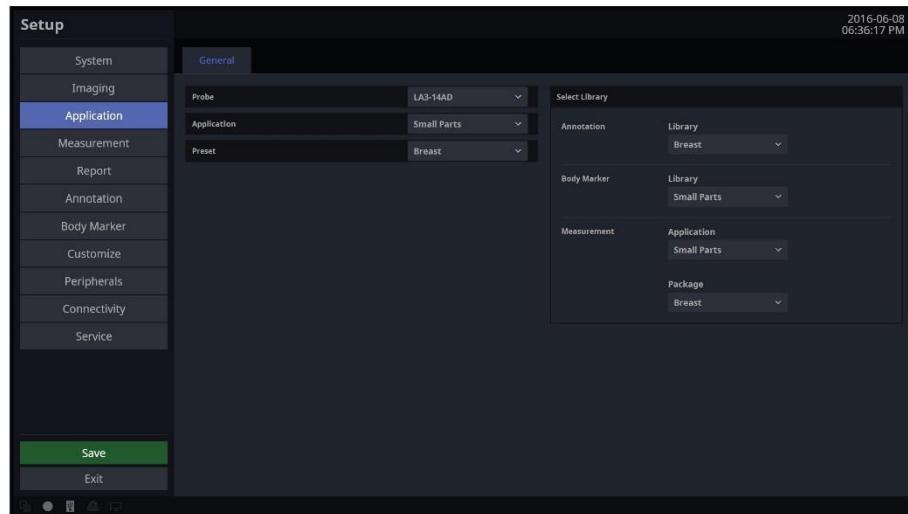 Setup
2016-06-08
06:36:17 PM
System
Imaging
Application
Measurement
Report
Annotation
Body Marker
Customize
Peripherals
Connectivity
Service
Save
Exit
General
Probe LA3-14AD
Application Small Parts
Preset Breast
Select Library
Annotation Library
Breast
Body Marker Library
Small Parts
Measurement Application
Small Parts
Package
Breast